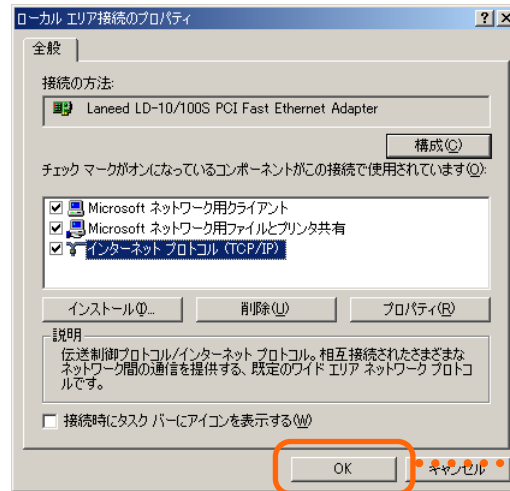 ローカル エリア接続のプロパティ
全般
接続の方法:
Laneed LD-10/100S PCI Fast Ethernet Adapter
構成(C)
チェック マークがオンになっているコンポーネントがこの接続で使用されています(O):
Microsoft ネットワーク用クライアント
Microsoft ネットワーク用ファイルとプリンタ共有
インターネット プロトコル (TCP/IP)
インストール(I)... 削除(U) プロパティ(R)
説明
伝送制御プロトコル/インターネット プロトコル。相互接続されたさまざまな
ネットワーク間の通信を提供する、既定のワイド エリア ネットワーク プロトコ
ルです。
接続時にタスク バーにアイコンを表示する(W)
OK キャンセル